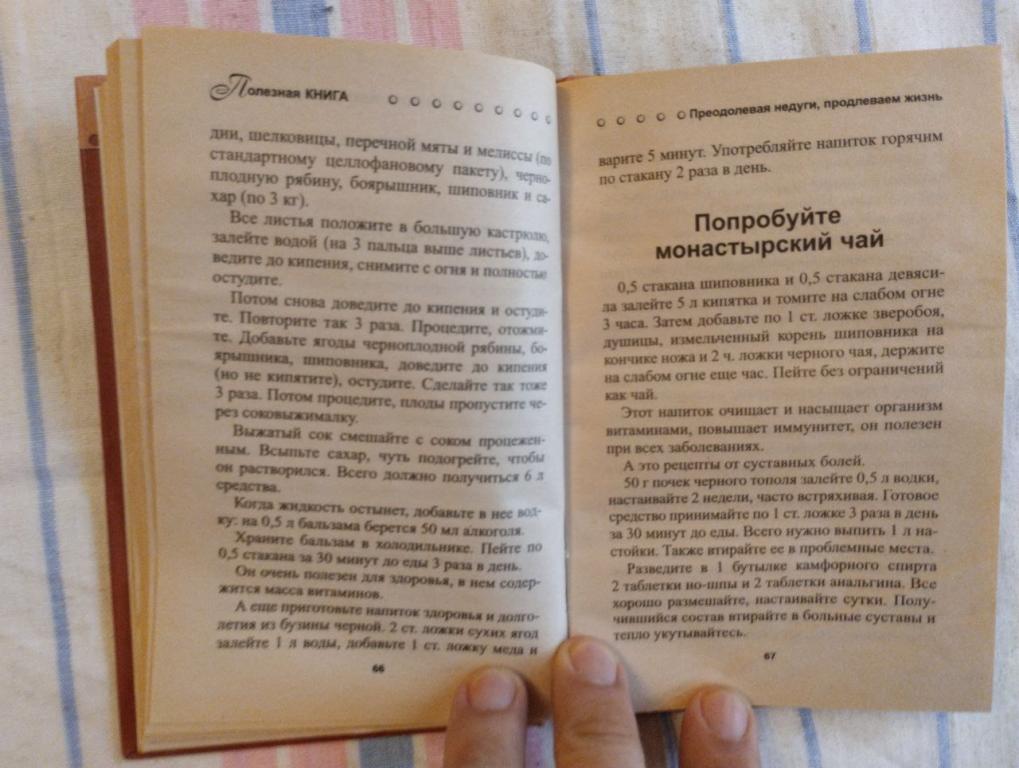 Полезная КНИГА
дии, шелковицы, перечной мяты и мелиссы (по
стандартному целлофановому пакету), черно-
плодную рябину, боярышник, шиповник и са-
хар (по 3 кг).
Все листья положите в большую кастрюлю,
залейте водой (на 3 пальца выше листьев), до-
ведите до кипения, снимите с огня и полностью
остудите.
Потом снова доведите до кипения и остуди-
те. Повторите так 3 раза. Процедите, отожми-
те. Добавьте ягоды черноплодной рябины, бо-
ярышника, шиповника, доведите до кипения
(но не кипятите), остудите. Сделайте так тоже
3 раза. Потом процедите, плоды пропустите че-
рез соковыжималку.
Выжатый сок смешайте с соком процежен-
ным. Всыпьте сахар, чуть подогрейте, чтобы
он растворился. Всего должно получиться 6 л
средства.
Когда жидкость остынет, добавьте в нее вод-
ку: на 0,5 л бальзама берется 50 мл алкоголя.
Храните бальзам в холодильнике. Пейте по
0,5 стакана за 30 минут до еды 3 раза в день.
Он очень полезен для здоровья, в нем содер-
жится масса витаминов.
А еще приготовьте напиток здоровья и долго-
летия из бузины черной. 2 ст. ложки сухих ягод
залейте 1 л воды, добавьте 1 ст. ложку меда и
66
Преодолевая недуги, продлеваем жизнь
варите 5 минут. Употребляйте напиток горячим
по стакану 2 раза в день.
Попробуйте
монастырский чай
0,5 стакана шиповника и 0,5 стакана девяси-
ла залейте 5 л кипятка и томите на слабом огне
3 часа. Затем добавьте по 1 ст. ложке зверобоя,
душицы, измельченный корень шиповника на
кончике ножа и 2 ч. ложки черного чая, держите
на слабом огне еще час. Пейте без ограничений
как чай.
Этот напиток очищает и насыщает организм
витаминами, повышает иммунитет, он полезен
при всех заболеваниях.
А это рецепты от суставных болей.
50 г почек черного тополя залейте 0,5 л водки,
настаивайте 2 недели, часто встряхивая. Готовое
средство принимайте по 1 ст. ложке 3 раза в день
за 30 минут до еды. Всего нужно выпить 1 л на-
стойки. Также втирайте ее в проблемные места.
Разведите в 1 бутылке камфорного спирта
2 таблетки но-шпы и 2 таблетки анальгина. Все
хорошо размешайте, настаивайте сутки. Полу-
чившийся состав втирайте в больные суставы и
тепло укутывайтесь.
67